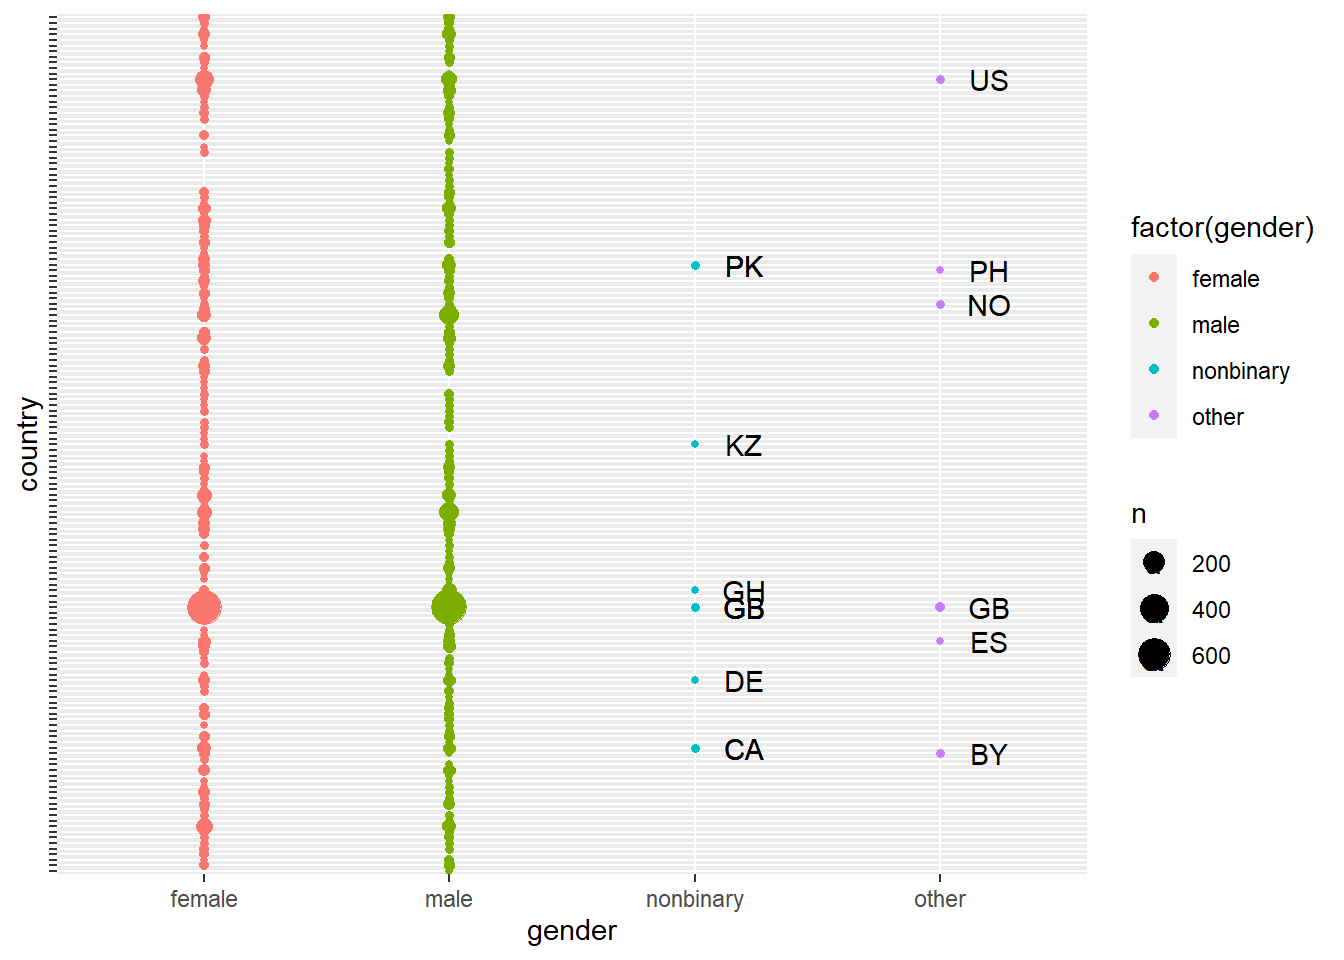 country
US
PK
PH
NO
KZ
GH
GB
GB
ES
DE
CA
BY
female
male
nonbinary
other
gender
factor(gender)
female
male
nonbinary
other
n
200
400
600